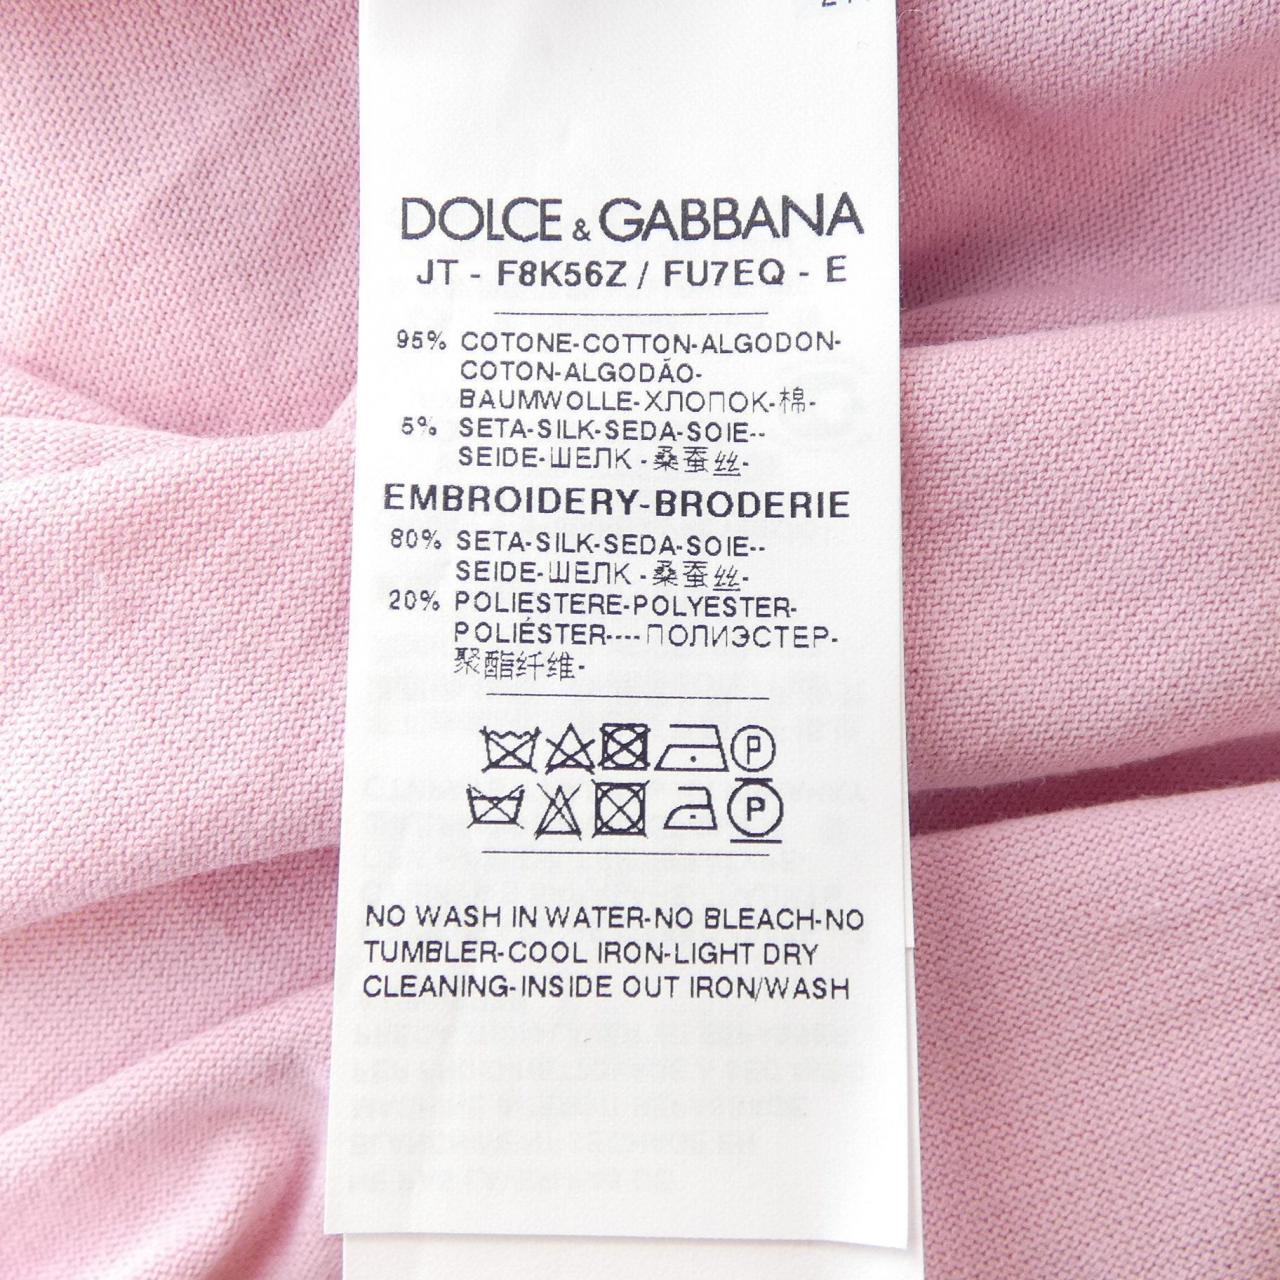 DOLCE & GABBANA
JT - F8K56Z / FU7EQ - E
95% COTONE-COTTON-ALGODON-
COTON-ALGODÃO-
BAUMWOLLE-ХЛОПОК-棉-
5% SETA-SILK-SEDA-SOIE--
SEIDE-ШЕЛК -桑蚕丝-
EMBROIDERY-BRODERIE
80% SETA-SILK-SEDA-SOIE--
SEIDE-ШЕЛК -桑蚕丝-
20% POLIESTERE-POLYESTER-
POLIÉSTER----ПОЛИЭСТЕР-
聚酯纤维-
P
P
NO WASH IN WATER-NO BLEACH-NO
TUMBLER-COOL IRON-LIGHT DRY
CLEANING-INSIDE OUT IRON/WASH